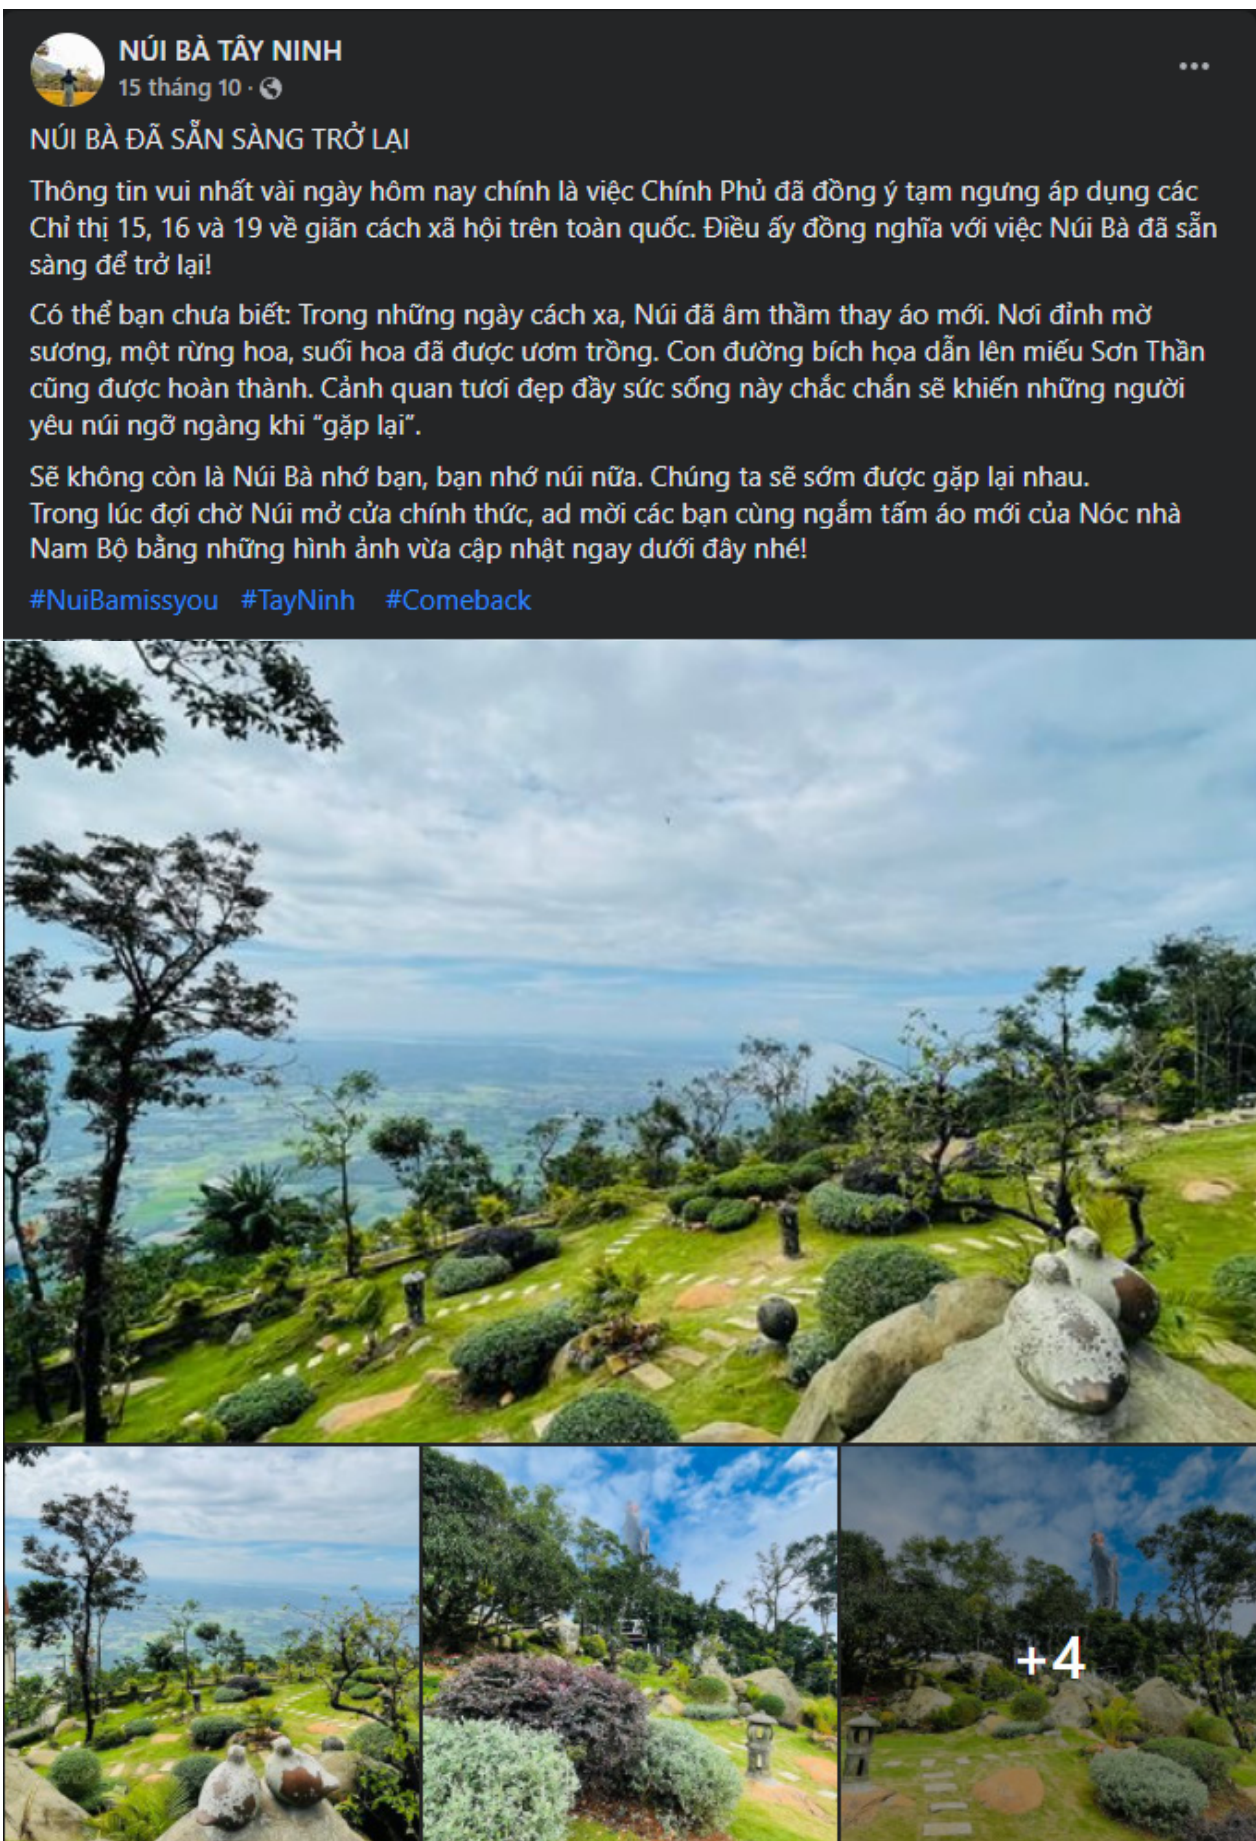 NÚI BÀ TÂY NINH
15 tháng 10 ·
NÚI BÀ ĐÃ SẴN SÀNG TRỞ LẠI
Thông tin vui nhất vài ngày hôm nay chính là việc Chính Phủ đã đồng ý tạm ngưng áp dụng các
Chỉ thị 15, 16 và 19 về giãn cách xã hội trên toàn quốc. Điều ấy đồng nghĩa với việc Núi Bà đã sẵn
sàng để trở lại!
Có thể bạn chưa biết: Trong những ngày cách xa, Núi đã âm thầm thay áo mới. Nơi đỉnh mờ
sương, một rừng hoa, suối hoa đã được ươm trồng. Con đường bích họa dẫn lên miếu Sơn Thần
cũng được hoàn thành. Cảnh quan tươi đẹp đầy sức sống này chắc chắn sẽ khiến những người
yêu núi ngỡ ngàng khi “gặp lại”.
Sẽ không còn là Núi Bà nhớ bạn, bạn nhớ núi nữa. Chúng ta sẽ sớm được gặp lại nhau.
Trong lúc đợi chờ Núi mở cửa chính thức, ad mời các bạn cùng ngắm tấm áo mới của Nóc nhà
Nam Bộ bằng những hình ảnh vừa cập nhật ngay dưới đây nhé!
#NuiBamissyou #TayNinh #Comeback
+4